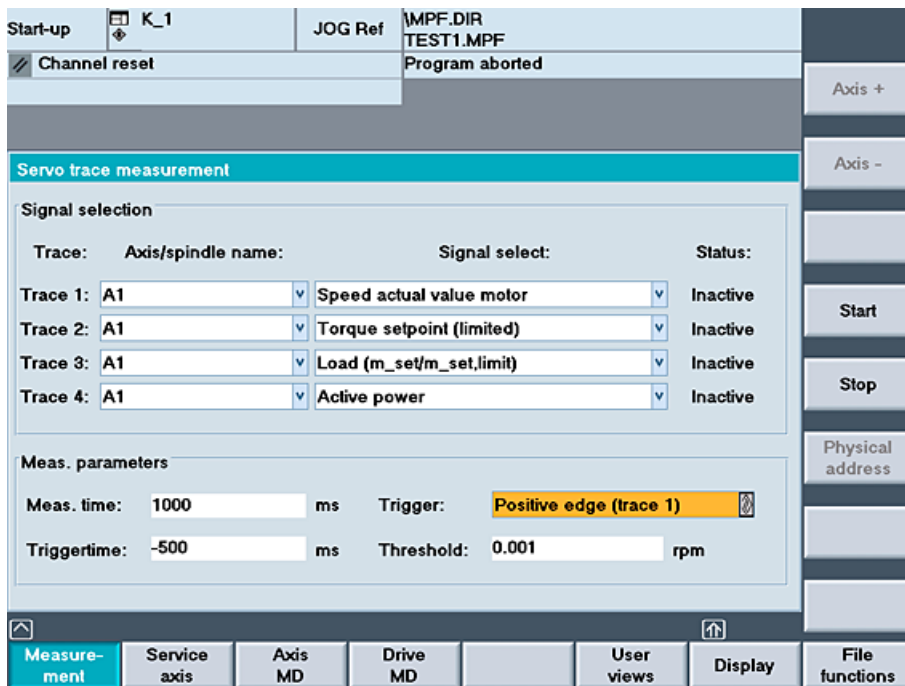 Start-up
K_1
JOG Ref
\MPF.DIR
TEST1.MPF
Channel reset
Program aborted
Axis +
Axis -
Servo trace measurement
Signal selection
Trace: Axis/spindle name: Signal select: Status:
Trace 1: A1 Speed actual value motor Inactive
Trace 2: A1 Torque setpoint (limited) Inactive
Trace 3: A1 Load (m_set/m_set,limit) Inactive
Trace 4: A1 Active power Inactive
Start
Stop
Physical
address
Meas. parameters
Meas. time: 1000 ms Trigger: Positive edge (trace 1)
Triggertime: -500 ms Threshold: 0.001 rpm
Measure-
ment
Service
axis
Axis
MD
Drive
MD
User
views
Display
File
functions